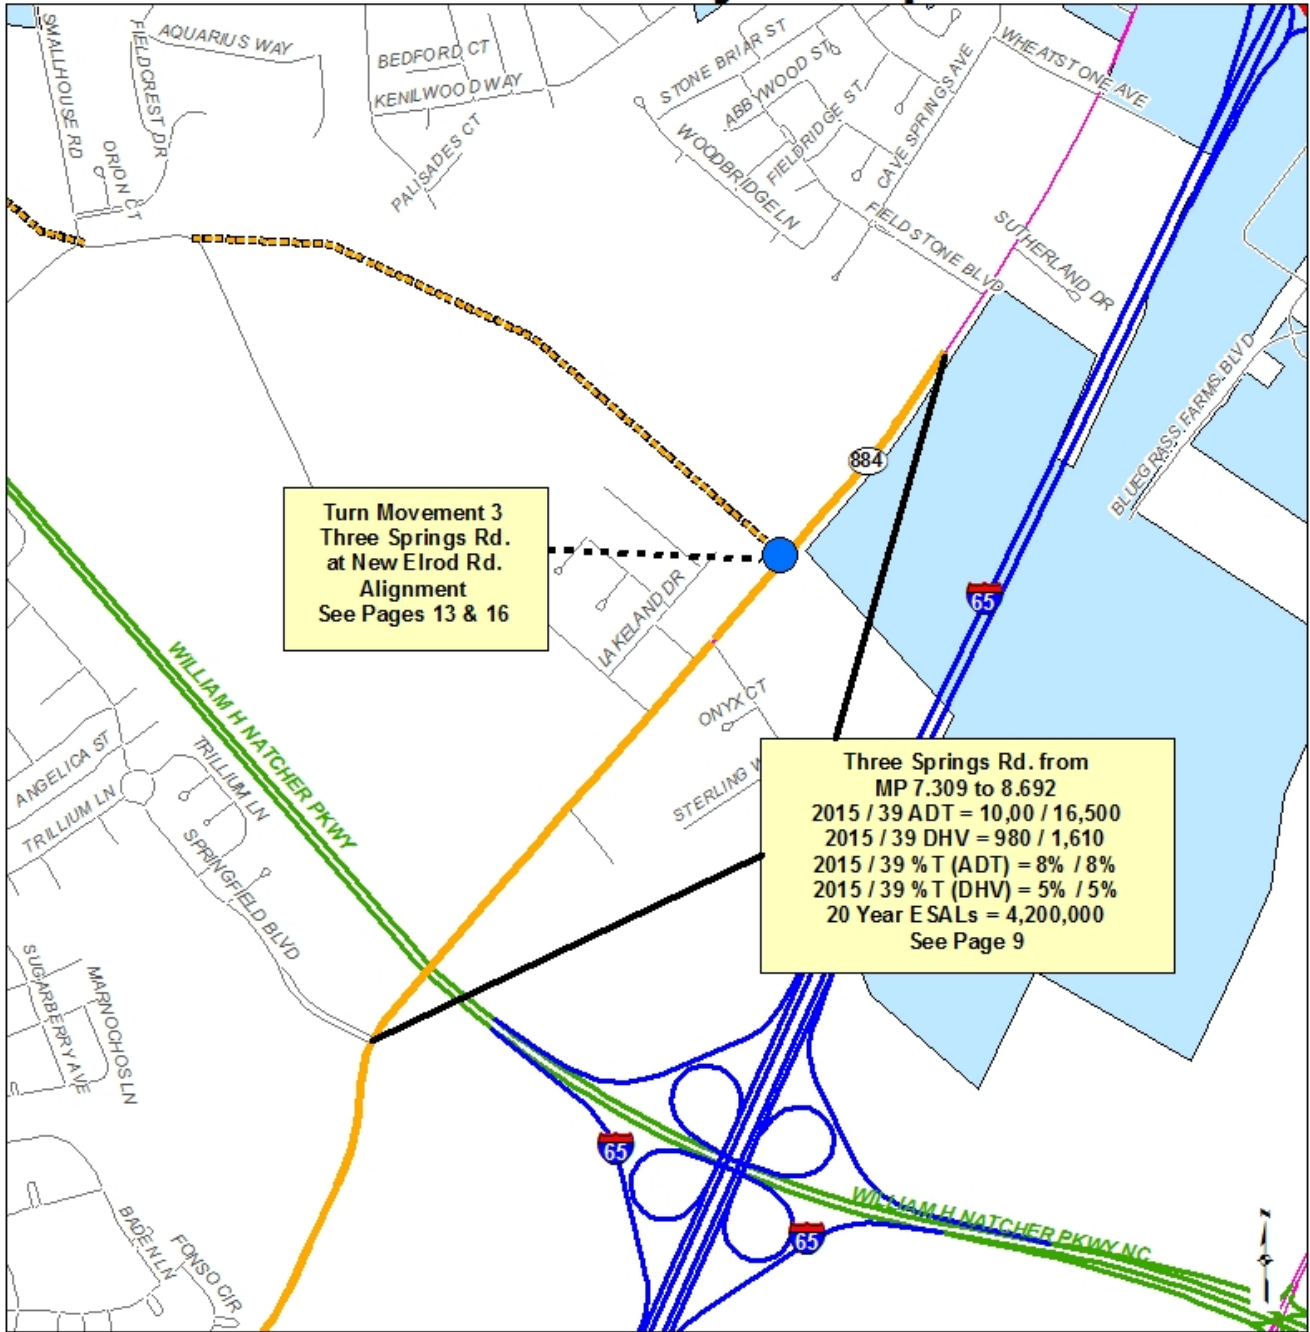 SMALLHOUSE RD
FIELDCREST DR
AQUARIUS WAY
ORION CT
BEDFORD CT
KENILWOOD WAY
PALISADES CT
STONE BRIAR ST
ABBYWOOD ST
FIELDRIDGE ST
WOODBRIDGE LN
CAVE SPRINGS AVE
WHEATSTONE AVE
FIELDSTONE BLVD
SUTHERLAND DR
BLUEGRASS FARMS BLVD
884
65
Turn Movement 3
Three Springs Rd.
at New Elrod Rd.
Alignment
See Pages 13 & 16
LAKELAND DR
ONYX CT
STERLING W
WILLIAM H NATCHER PKWY
ANGELICA ST
TRILLIUM LN
TRILLIUM LN
SPRINGFIELD BLVD
Three Springs Rd. from
MP 7.309 to 8.692
2015 / 39 ADT = 10,00 / 16,500
2015 / 39 DHV = 980 / 1,610
2015 / 39 %T (ADT) = 8% / 8%
2015 / 39 %T (DHV) = 5% / 5%
20 Year ESALs = 4,200,000
See Page 9
SUGARBERRY AVE
MARNOCHOS LN
BADEN LN
FONSO CIR
65
65
WILLIAM H NATCHER PKWY NC